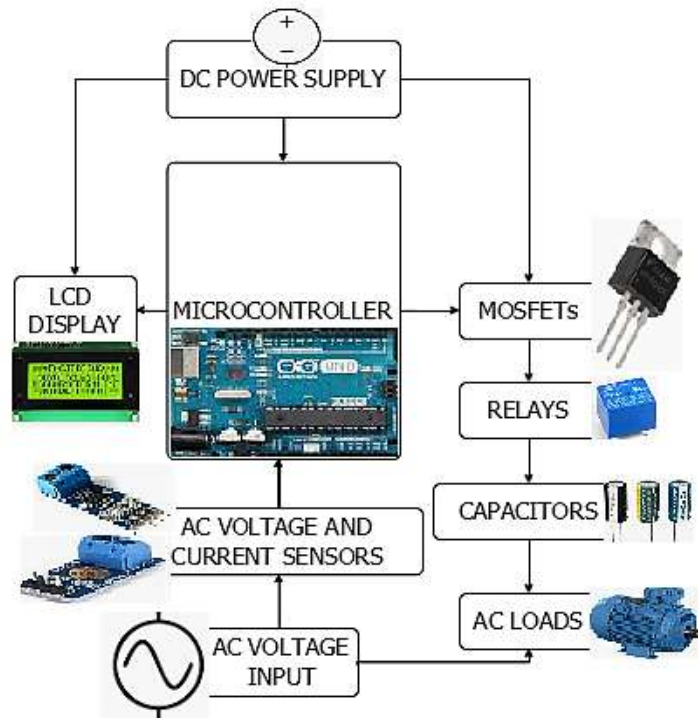 DC POWER SUPPLY
LCD
DISPLAY
MICROCONTROLLER
MOSFETs
UNO
RELAYS
CAPACITORS
AC VOLTAGE AND
CURRENT SENSORS
AC LOADS
AC VOLTAGE
INPUT